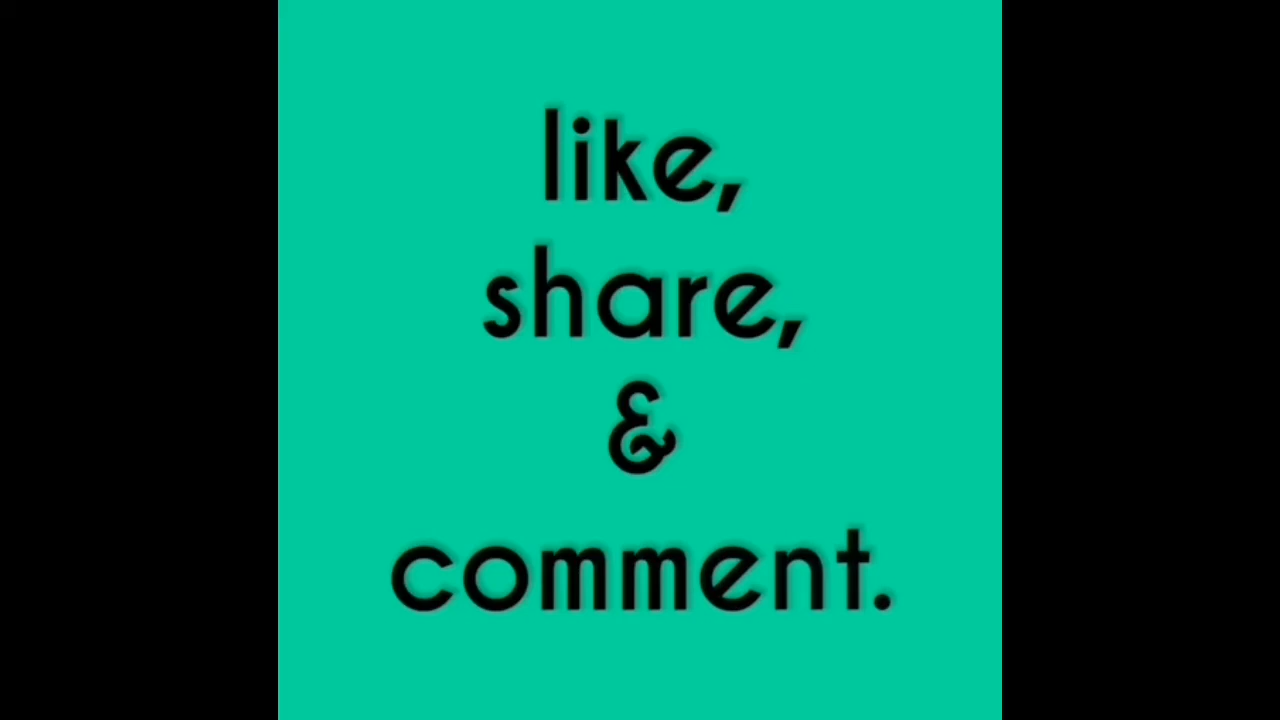 like,
share,
&
comment.